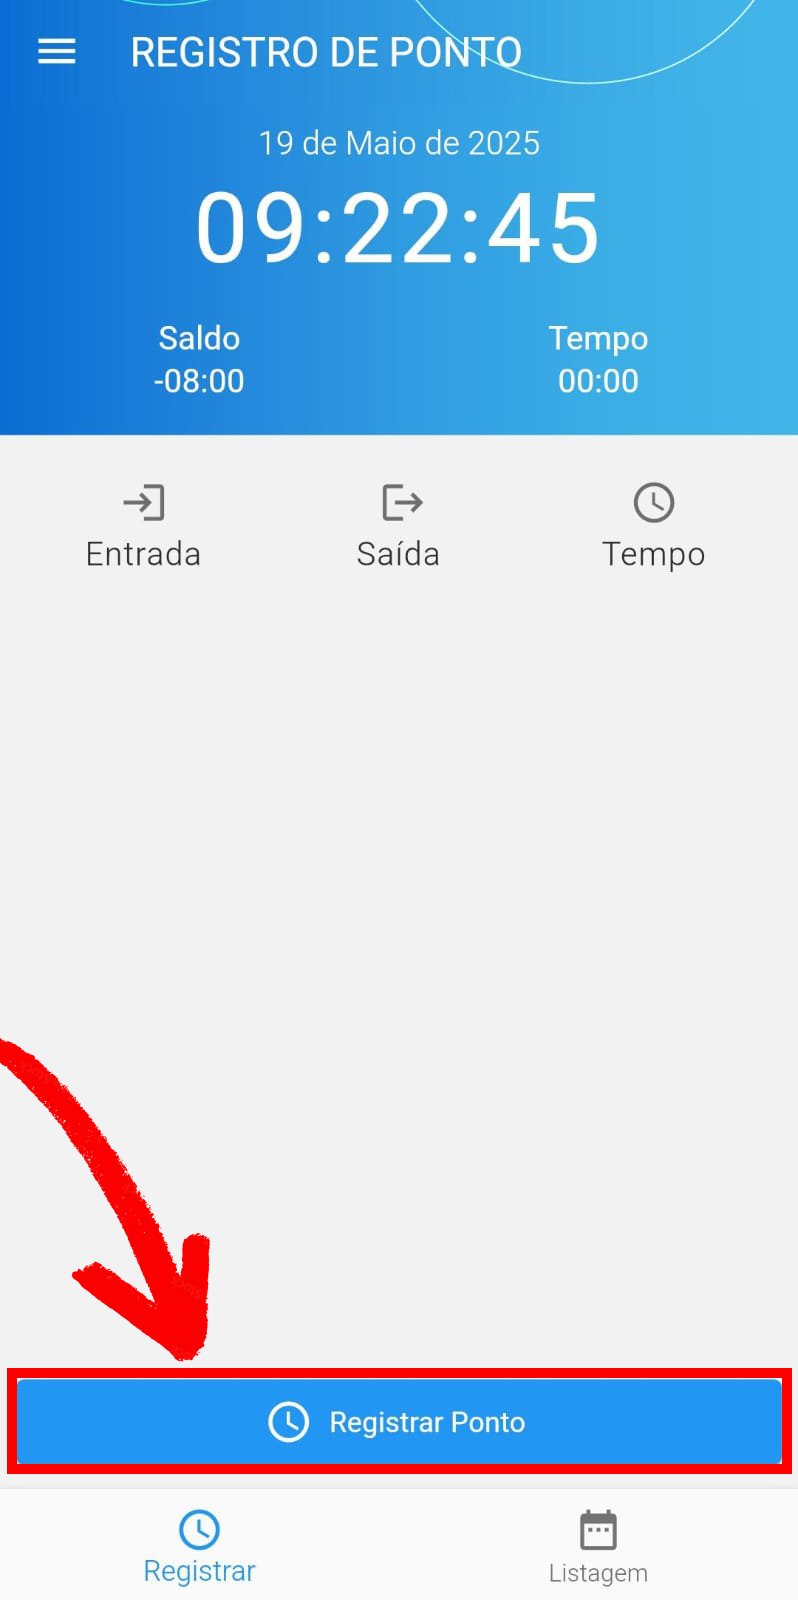 REGISTRO DE PONTO
19 de Maio de 2025
09:22:45
Saldo Tempo
-08:00 00:00
Entrada Saída Tempo
Registrar Ponto
Registrar Listagem